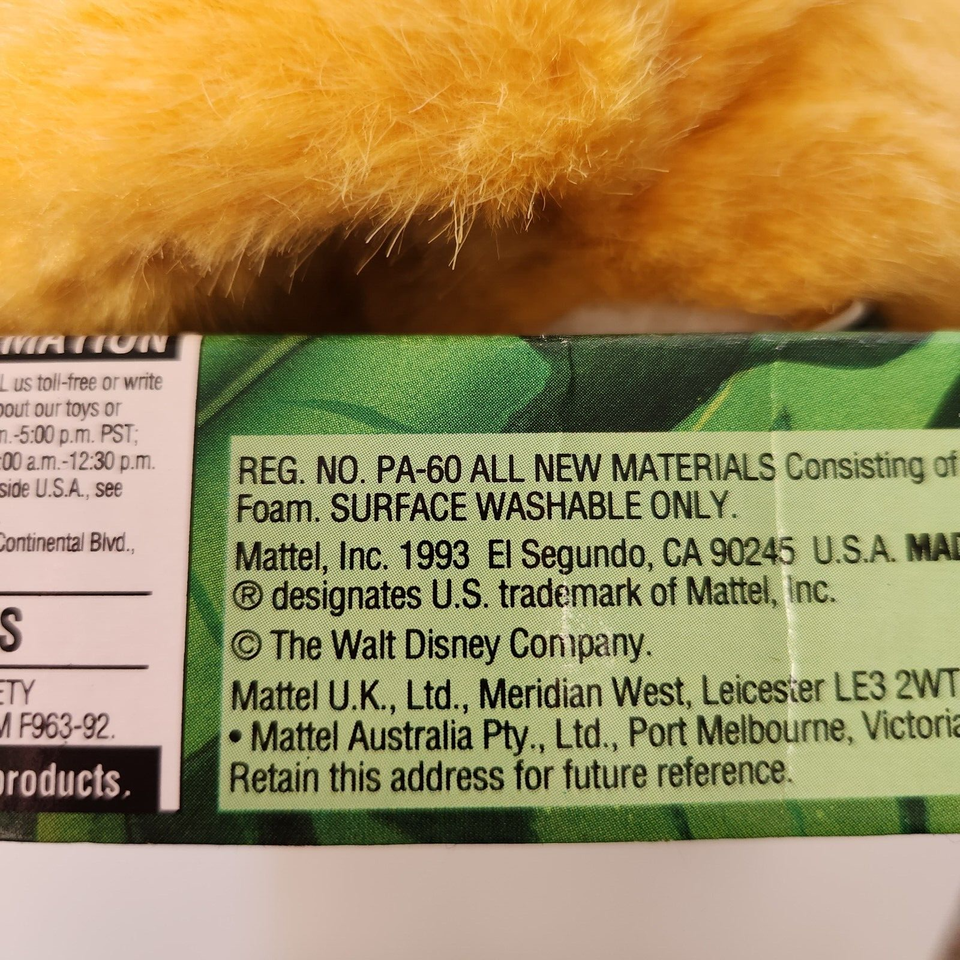 MATION
L us toll-free or write
bout our toys or
n.-5:00 p.m. PST;
:00 a.m.-12:30 p.m.
side U.S.A., see
Continental Blvd.,
S
ETY
M F963-92.
products.
REG. NO. PA-60 ALL NEW MATERIALS Consisting of
Foam. SURFACE WASHABLE ONLY.
Mattel, Inc. 1993 El Segundo, CA 90245 U.S.A. MAD
® designates U.S. trademark of Mattel, Inc.
© The Walt Disney Company.
Mattel U.K., Ltd., Meridian West, Leicester LE3 2WT
• Mattel Australia Pty., Ltd., Port Melbourne, Victoria
Retain this address for future reference.